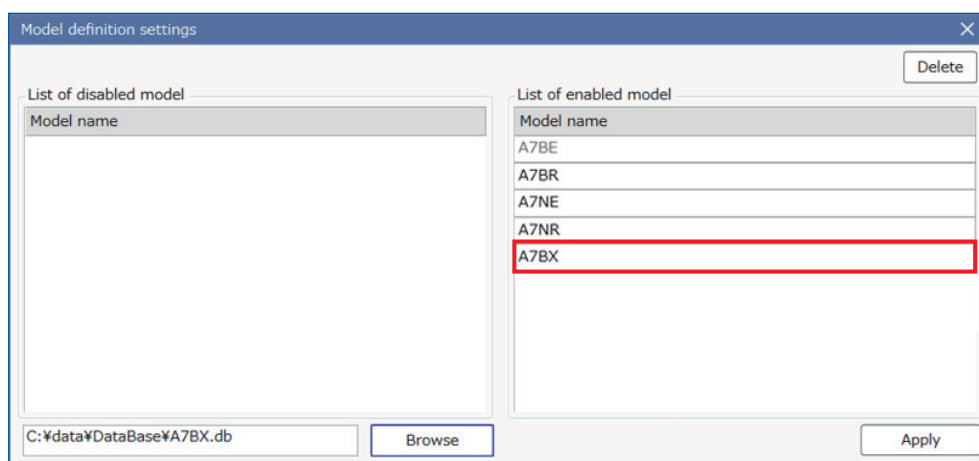 Model definition settings
Delete
List of disabled model
Model name
List of enabled model
Model name
A7BE
A7BR
A7NE
A7NR
A7BX
C:¥data¥DataBase¥A7BX.db
Browse
Apply